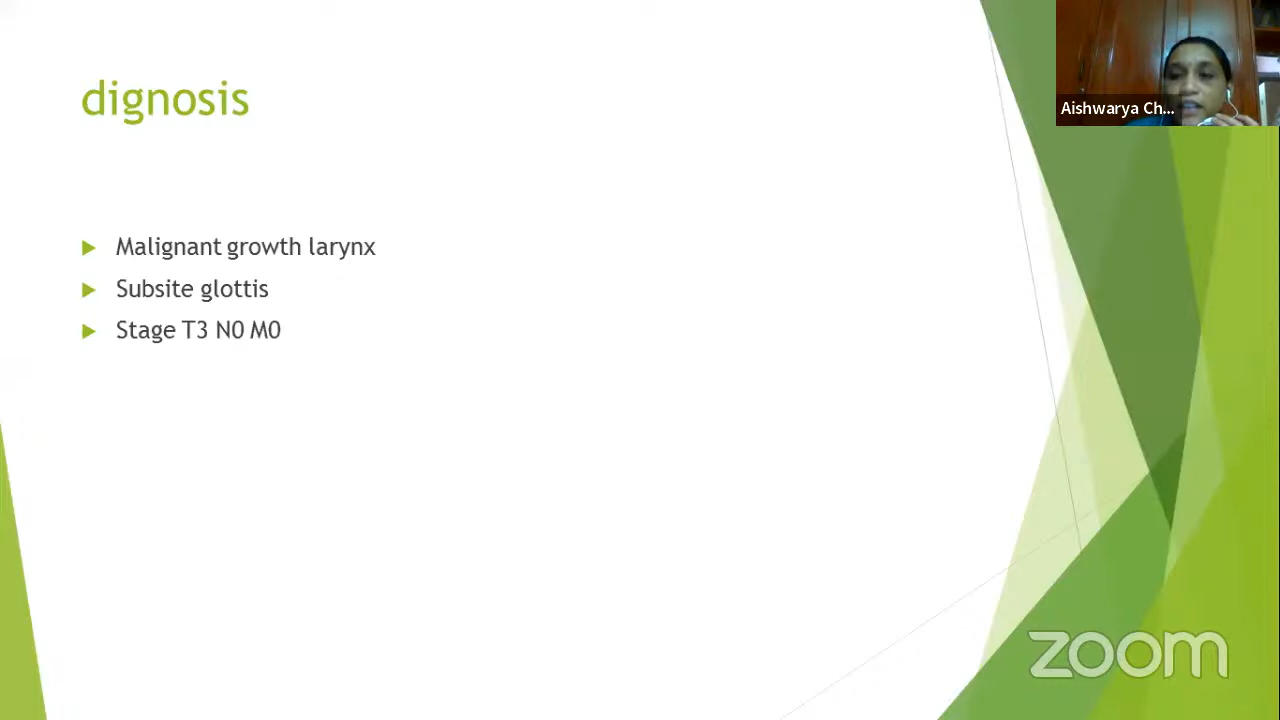 dignosis
Aishwarya Ch...
Malignant growth larynx
Subsite glottis
Stage T3 N0 M0
zoom